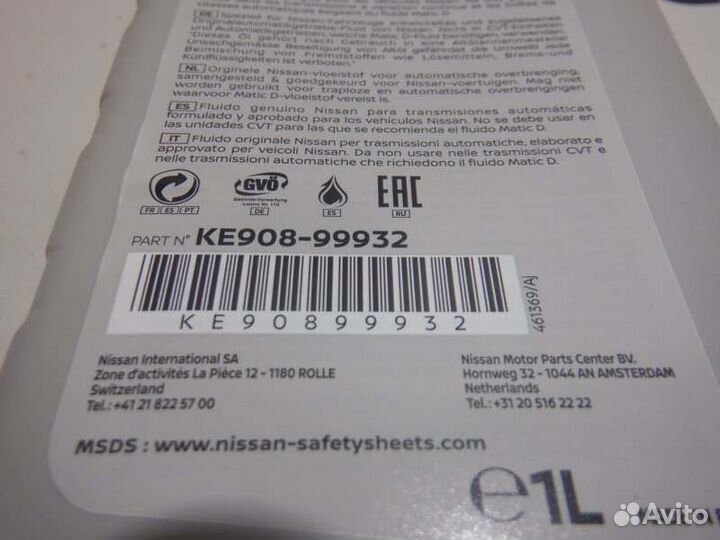 DE Speziell für Nissan-Fahrzeuge entwickeltes und zugelassenes
Originalautomatikgetriebe-Fluid von Nissan. Nicht in CVT-Einheiten
und Automatikgetrieben, welche Matic D-Fluid benötigen, verwenden.
"Dieses Öl gehört nach Gebrauch in eine Altölannahmestelle!
Unsachgemässe Beseitigung von Altöl gefährdet die Umwelt! Jede
Beimischung von Fremdstoffen wie Lösemitteln, Brems-und
Kühlflüssigkeiten ist verboten."
NL Orginele Nissan-vloeistof voor automatische overbrenging,
samengesteld & goedgekeurd voor Nissan-voertuigen. Mag niet
worden gebruikt voor traploze en automatische overbrengingen
waarvoor Matic D-vloeistof vereist is.
ES Fluido genuino Nissan para transmisiones automáticas
formulado y aprobado para los vehículos Nissan. No se debe usar en
las unidades CVT para las que se recomienda el fluido Matic D.
IT Fluido originale Nissan per trasmissioni automatiche, elaborato e
approvato per veicoli Nissan. Da non usare nelle trasmissioni CVT e
nelle trasmissioni automatiche che richiedono il fluido Matic D.
GVÖ
Gebinde-Verwertung
Lizenz Nr. 110
EAC
FR ES PT DE ES RU
PART N° KE908-99932
KE90899932
461369/Aj
Nissan International SA
Zone d'activités La Pièce 12 - 1180 ROLLE
Switzerland
Tel.: +41 21 822 57 00
Nissan Motor Parts Center BV.
Hornweg 32 - 1044 AN AMSTERDAM
Netherlands
Tel.: +31 20 516 22 22
MSDS : www.nissan-safetysheets.com
e1L
Avito